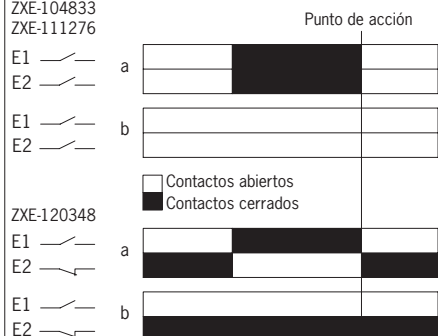 ZXE-104833
ZXE-111276
Punto de acción
E1
a
E2
E1
b
E2
Contactos abiertos
Contactos cerrados
ZXE-120348
E1
a
E2
E1
b
E2